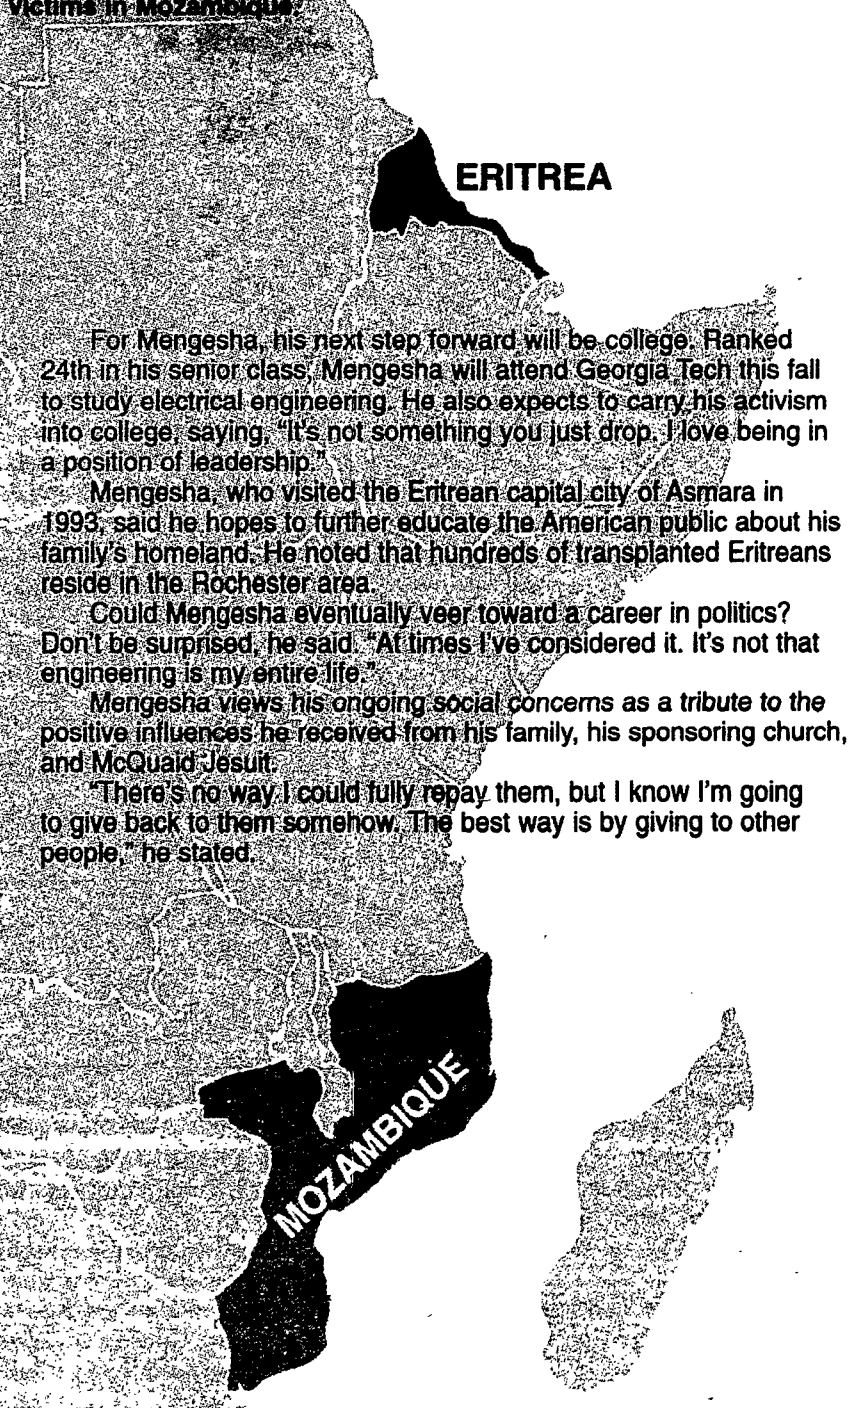 victims in Mozambique.
ERITREA
For Mengesha, his next step forward will be college. Ranked
24th in his senior class, Mengesha will attend Georgia Tech this fall
to study electrical engineering. He also expects to carry his activism
into college, saying, "It's not something you just drop. I love being in
a position of leadership."
Mengesha, who visited the Eritrean capital city of Asmara in
1993, said he hopes to further educate the American public about his
family's homeland. He noted that hundreds of transplanted Eritreans
reside in the Rochester area.
Could Mengesha eventually veer toward a career in politics?
Don't be surprised, he said. "At times I've considered it. It's not that
engineering is my entire life."
Mengesha views his ongoing social concerns as a tribute to the
positive influences he received from his family, his sponsoring church,
and McQuaid Jesuit.
"There's no way I could fully repay them, but I know I'm going
to give back to them somehow. The best way is by giving to other
people," he stated.
MOZAMBIQUE